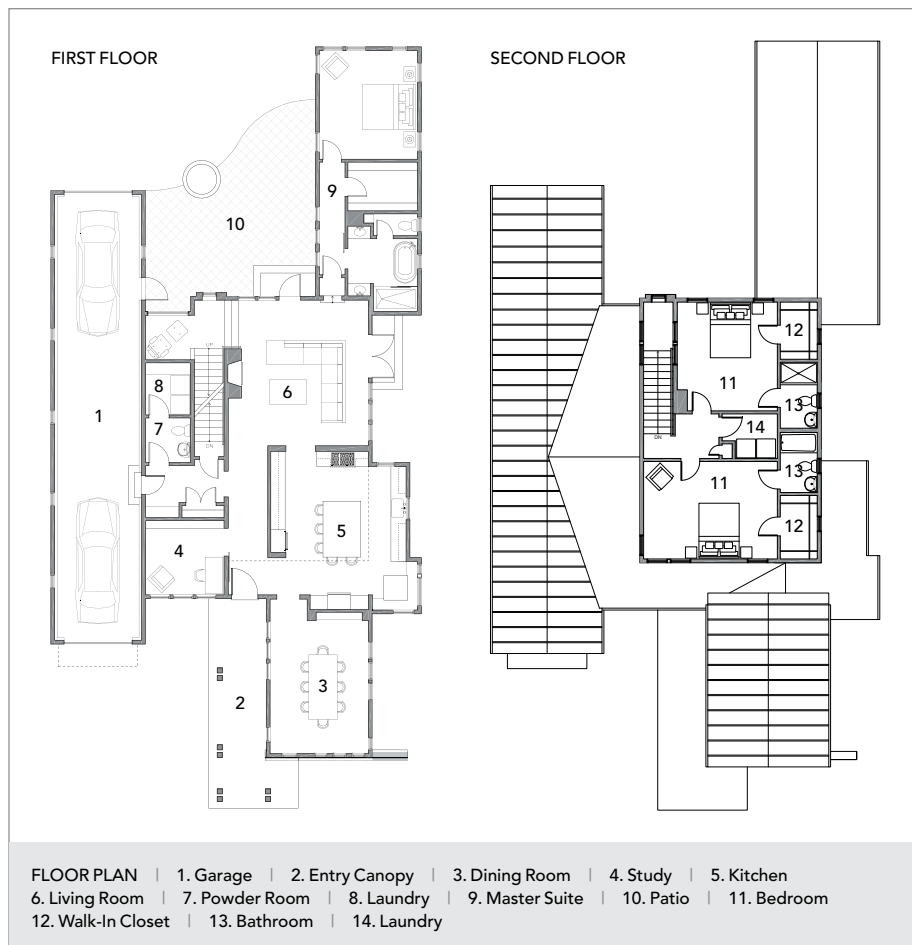 FIRST FLOOR
SECOND FLOOR
9
10
12
UP
8
6
11
13
1
7
14
DN
DN
11
13
5
12
4
3
2
FLOOR PLAN | 1. Garage | 2. Entry Canopy | 3. Dining Room | 4. Study | 5. Kitchen
6. Living Room | 7. Powder Room | 8. Laundry | 9. Master Suite | 10. Patio | 11. Bedroom
12. Walk-In Closet | 13. Bathroom | 14. Laundry